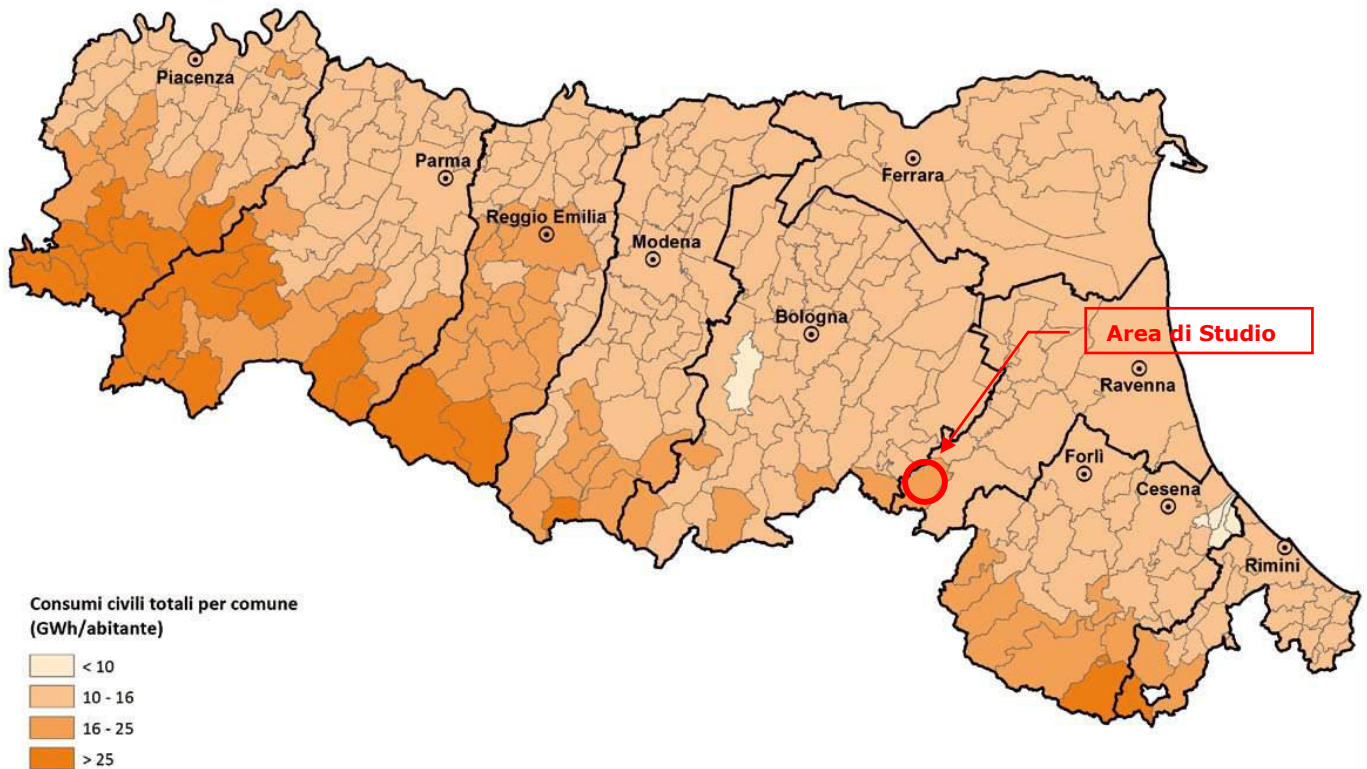 Piacenza
Parma
Reggio Emilia
Modena
Ferrara
Bologna
Area di Studio
Ravenna
Forlì
Cesena
Rimini
Consumi civili totali per comune
(GWh/abitante)
< 10
10 - 16
16 - 25
> 25